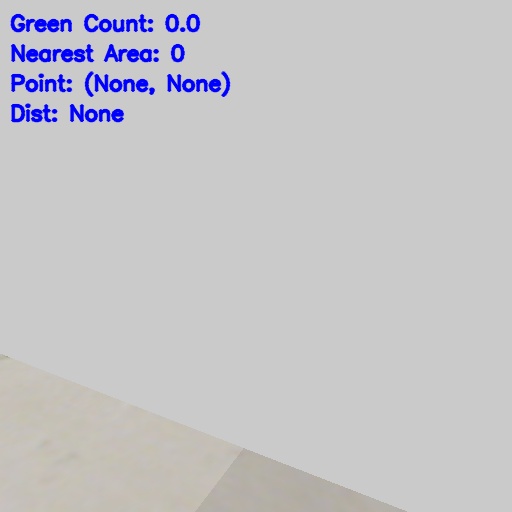 Green Count: 0.0
Nearest Area: 0
Point: (None, None)
Dist: None